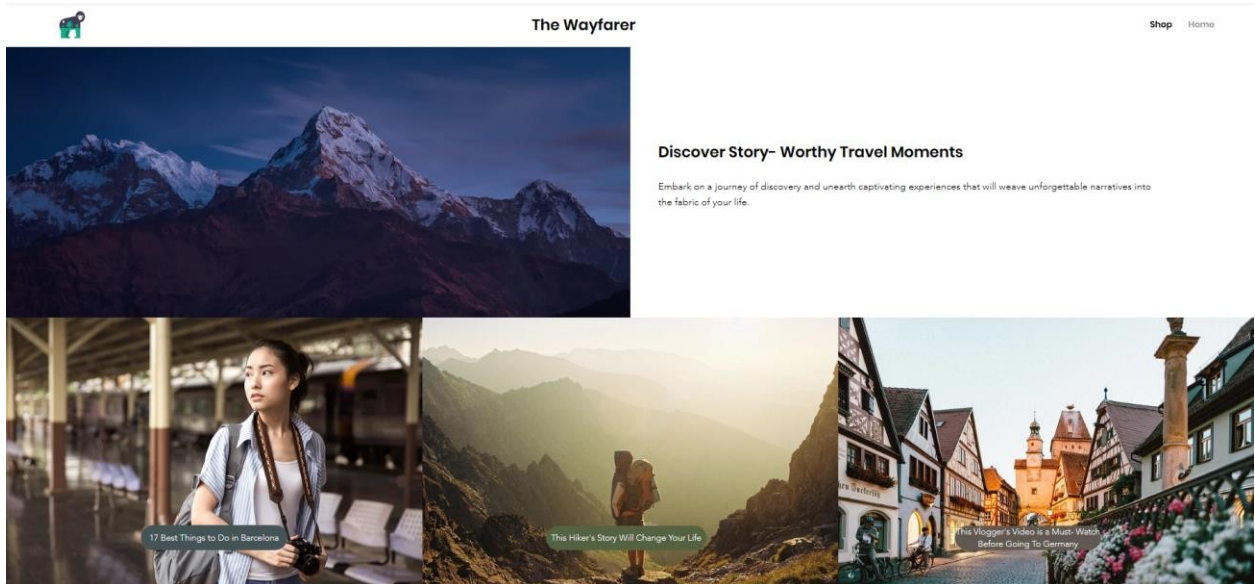 The Wayfarer
Shop Home
Discover Story- Worthy Travel Moments
Embark on a journey of discovery and unearth captivating experiences that will weave unforgettable narratives into
the fabric of your life.
17 Best Things to Do in Barcelona
This Hiker's Story Will Change Your Life
This Vlogger's Video is a Must- Watch
Before Going To Germany